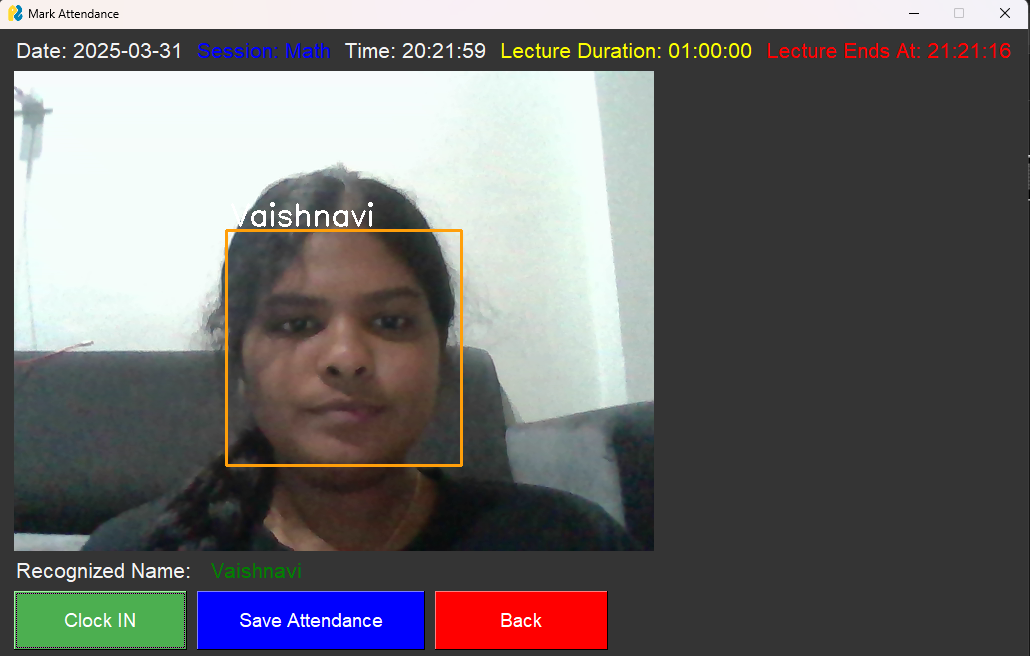 Mark Attendance
Date: 2025-03-31 Session: Math Time: 20:21:59 Lecture Duration: 01:00:00 Lecture Ends At: 21:21:16
Vaishnavi
Recognized Name: Vaishnavi
Clock IN Save Attendance Back